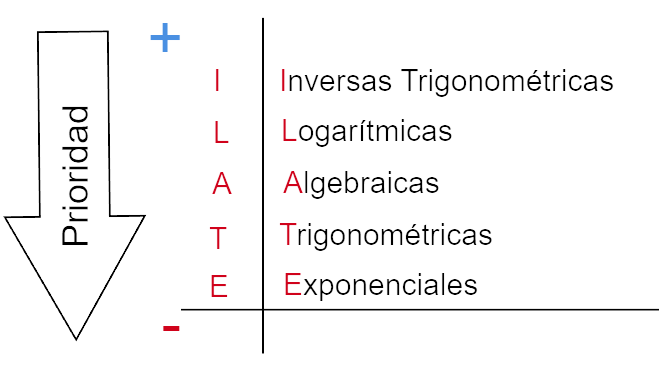 +
Prioridad
I Inversas Trigonométricas
L Logarítmicas
A Algebraicas
T Trigonométricas
E Exponenciales
-